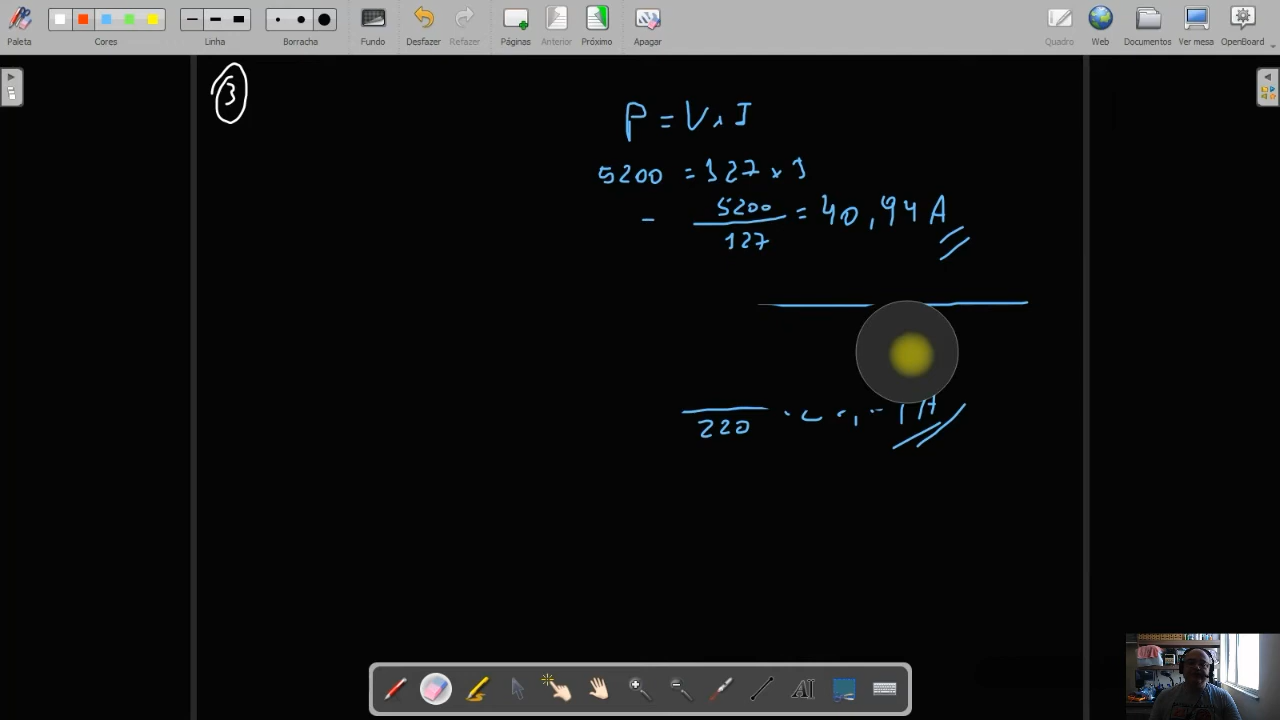 Paleta Cores Linha Borracha Fundo Desfazer Refazer Páginas Anterior Próximo Apagar Quadro Web Documentos Ver mesa OpenBoard
3
P = V x I
5200 = 127 x I
5200
127
= 40,94 A
220
A